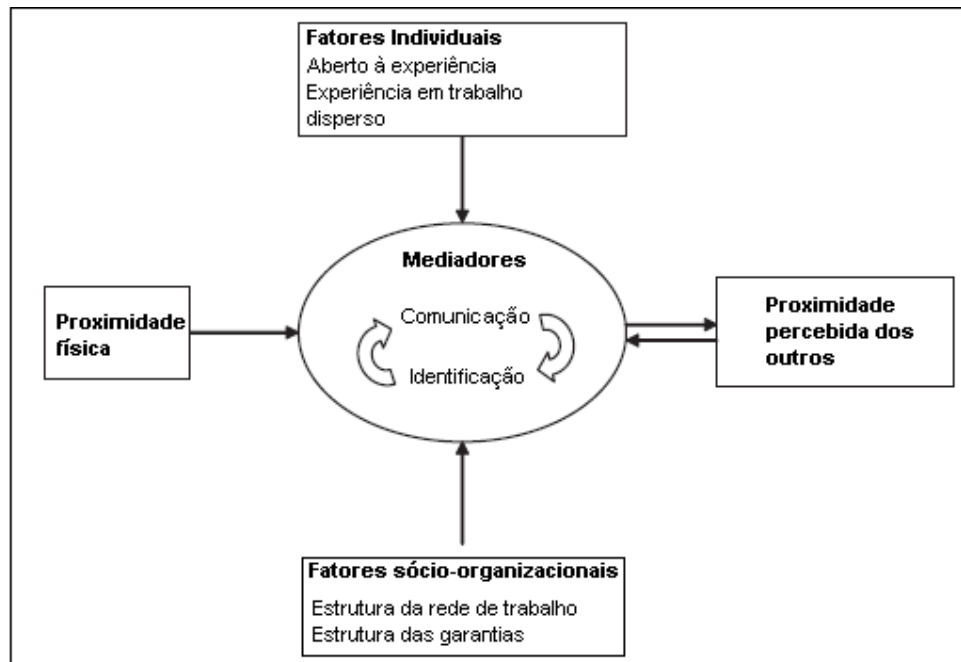 Fatores Individuais
Aberto à experiência
Experiência em trabalho
disperso
Mediadores
Comunicação
Identificação
Proximidade
física
Proximidade
percebida dos
outros
Fatores sócio-organizacionais
Estrutura da rede de trabalho
Estrutura das garantias